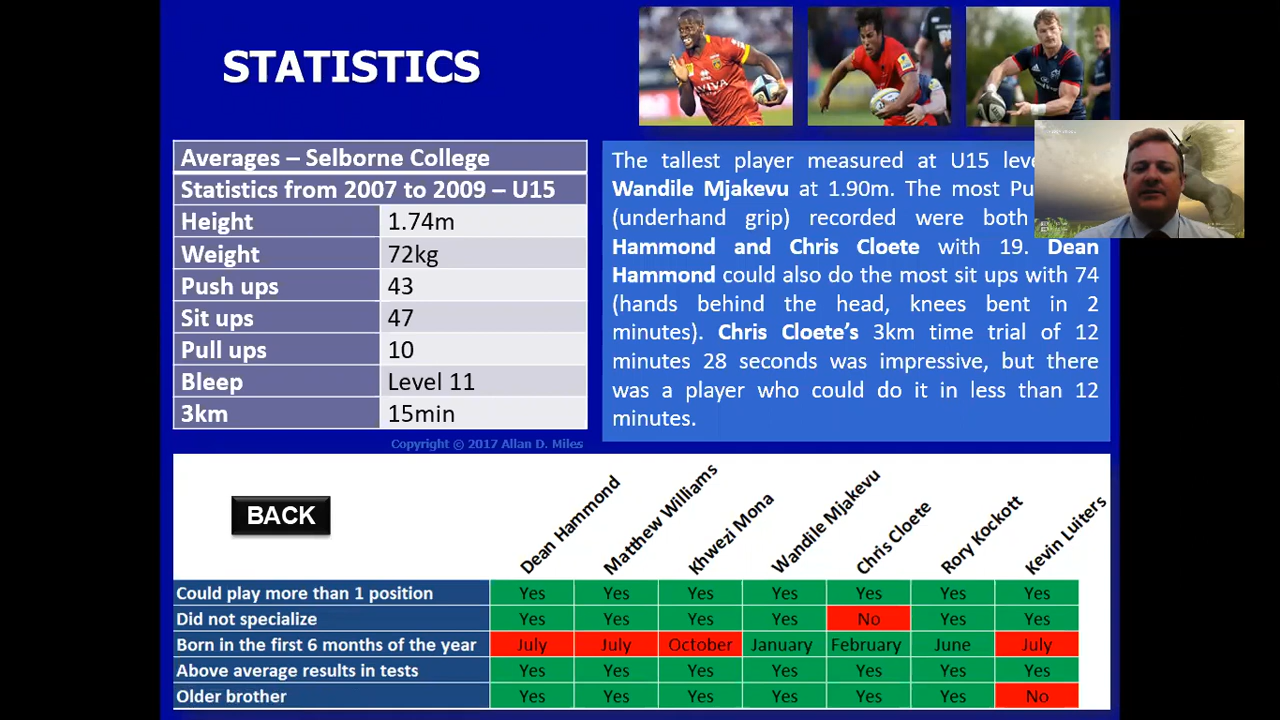 STATISTICS
Averages – Selborne College
Statistics from 2007 to 2009 – U15
Height 1.74m
Weight 72kg
Push ups 43
Sit ups 47
Pull ups 10
Bleep Level 11
3km 15min
Copyright © 2017 Allan D. Miles
The tallest player measured at U15
Wandile Mjakevu at 1.90m. The most
(underhand grip) recorded were both
Hammond and Chris Cloete with 19. Dean
Hammond could also do the most sit ups with 74
(hands behind the head, knees bent in 2
minutes). Chris Cloete's 3km time trial of 12
minutes 28 seconds was impressive, but there
was a player who could do it in less than 12
minutes.
BACK
Dean Hammond Matthew Williams Khwezi Mona Wandile Mjakevu Chris Cloete Rory Kockott Kevin Luiters
Could play more than 1 position Yes Yes Yes Yes Yes Yes Yes
Did not specialize Yes Yes Yes Yes No Yes Yes
Born in the first 6 months of the year July July October January February June July
Above average results in tests Yes Yes Yes Yes Yes Yes Yes
Older brother Yes Yes Yes Yes Yes Yes No